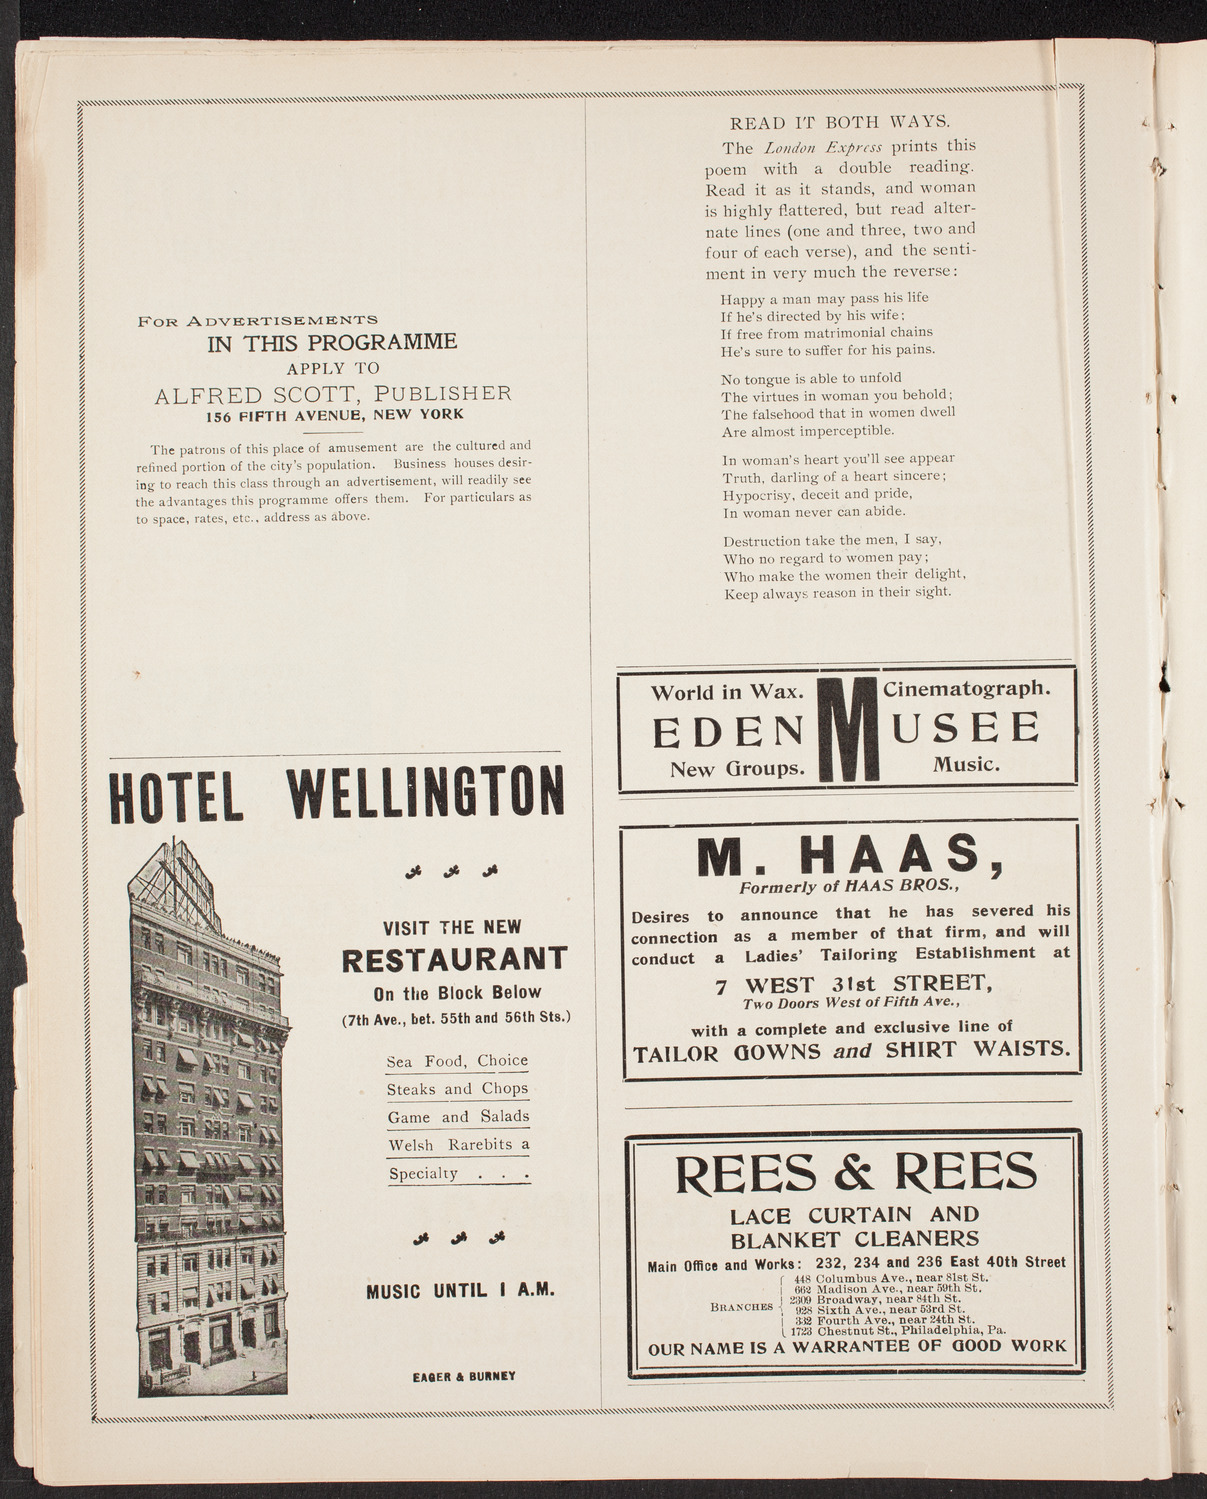 For Advertisements
IN THIS PROGRAMME
APPLY TO
ALFRED SCOTT, Publisher
156 FIFTH AVENUE, NEW YORK
The patrons of this place of amusement are the cultured and
refined portion of the city's population. Business houses desir-
ing to reach this class through an advertisement, will readily see
the advantages this programme offers them. For particulars as
to space, rates, etc., address as above.
HOTEL WELLINGTON
VISIT THE NEW
RESTAURANT
On the Block Below
(7th Ave., bet. 55th and 56th Sts.)
Sea Food, Choice
Steaks and Chops
Game and Salads
Welsh Rarebits a
Specialty . . .
MUSIC UNTIL 1 A.M.
EAGER & BURNEY
READ IT BOTH WAYS.
The London Express prints this
poem with a double reading.
Read it as it stands, and woman
is highly flattered, but read alter-
nate lines (one and three, two and
four of each verse), and the senti-
ment in very much the reverse:
Happy a man may pass his life
If he's directed by his wife;
If free from matrimonial chains
He's sure to suffer for his pains.
No tongue is able to unfold
The virtues in woman you behold;
The falsehood that in women dwell
Are almost imperceptible.
In woman's heart you'll see appear
Truth, darling of a heart sincere;
Hypocrisy, deceit and pride,
In woman never can abide.
Destruction take the men, I say,
Who no regard to women pay;
Who make the women their delight,
Keep always reason in their sight.
World in Wax. Cinematograph.
EDEN MUSEE
New Groups. Music.
M. HAAS,
Formerly of HAAS BROS.,
Desires to announce that he has severed his
connection as a member of that firm, and will
conduct a Ladies' Tailoring Establishment at
7 WEST 31st STREET,
Two Doors West of Fifth Ave.,
with a complete and exclusive line of
TAILOR GOWNS and SHIRT WAISTS.
REES & REES
LACE CURTAIN AND
BLANKET CLEANERS
Main Office and Works: 232, 234 and 236 East 40th Street
Branches
448 Columbus Ave., near 81st St.
662 Madison Ave., near 59th St.
2309 Broadway, near 84th St.
928 Sixth Ave., near 53rd St.
332 Fourth Ave., near 24th St.
1723 Chestnut St., Philadelphia, Pa.
OUR NAME IS A WARRANTEE OF GOOD WORK